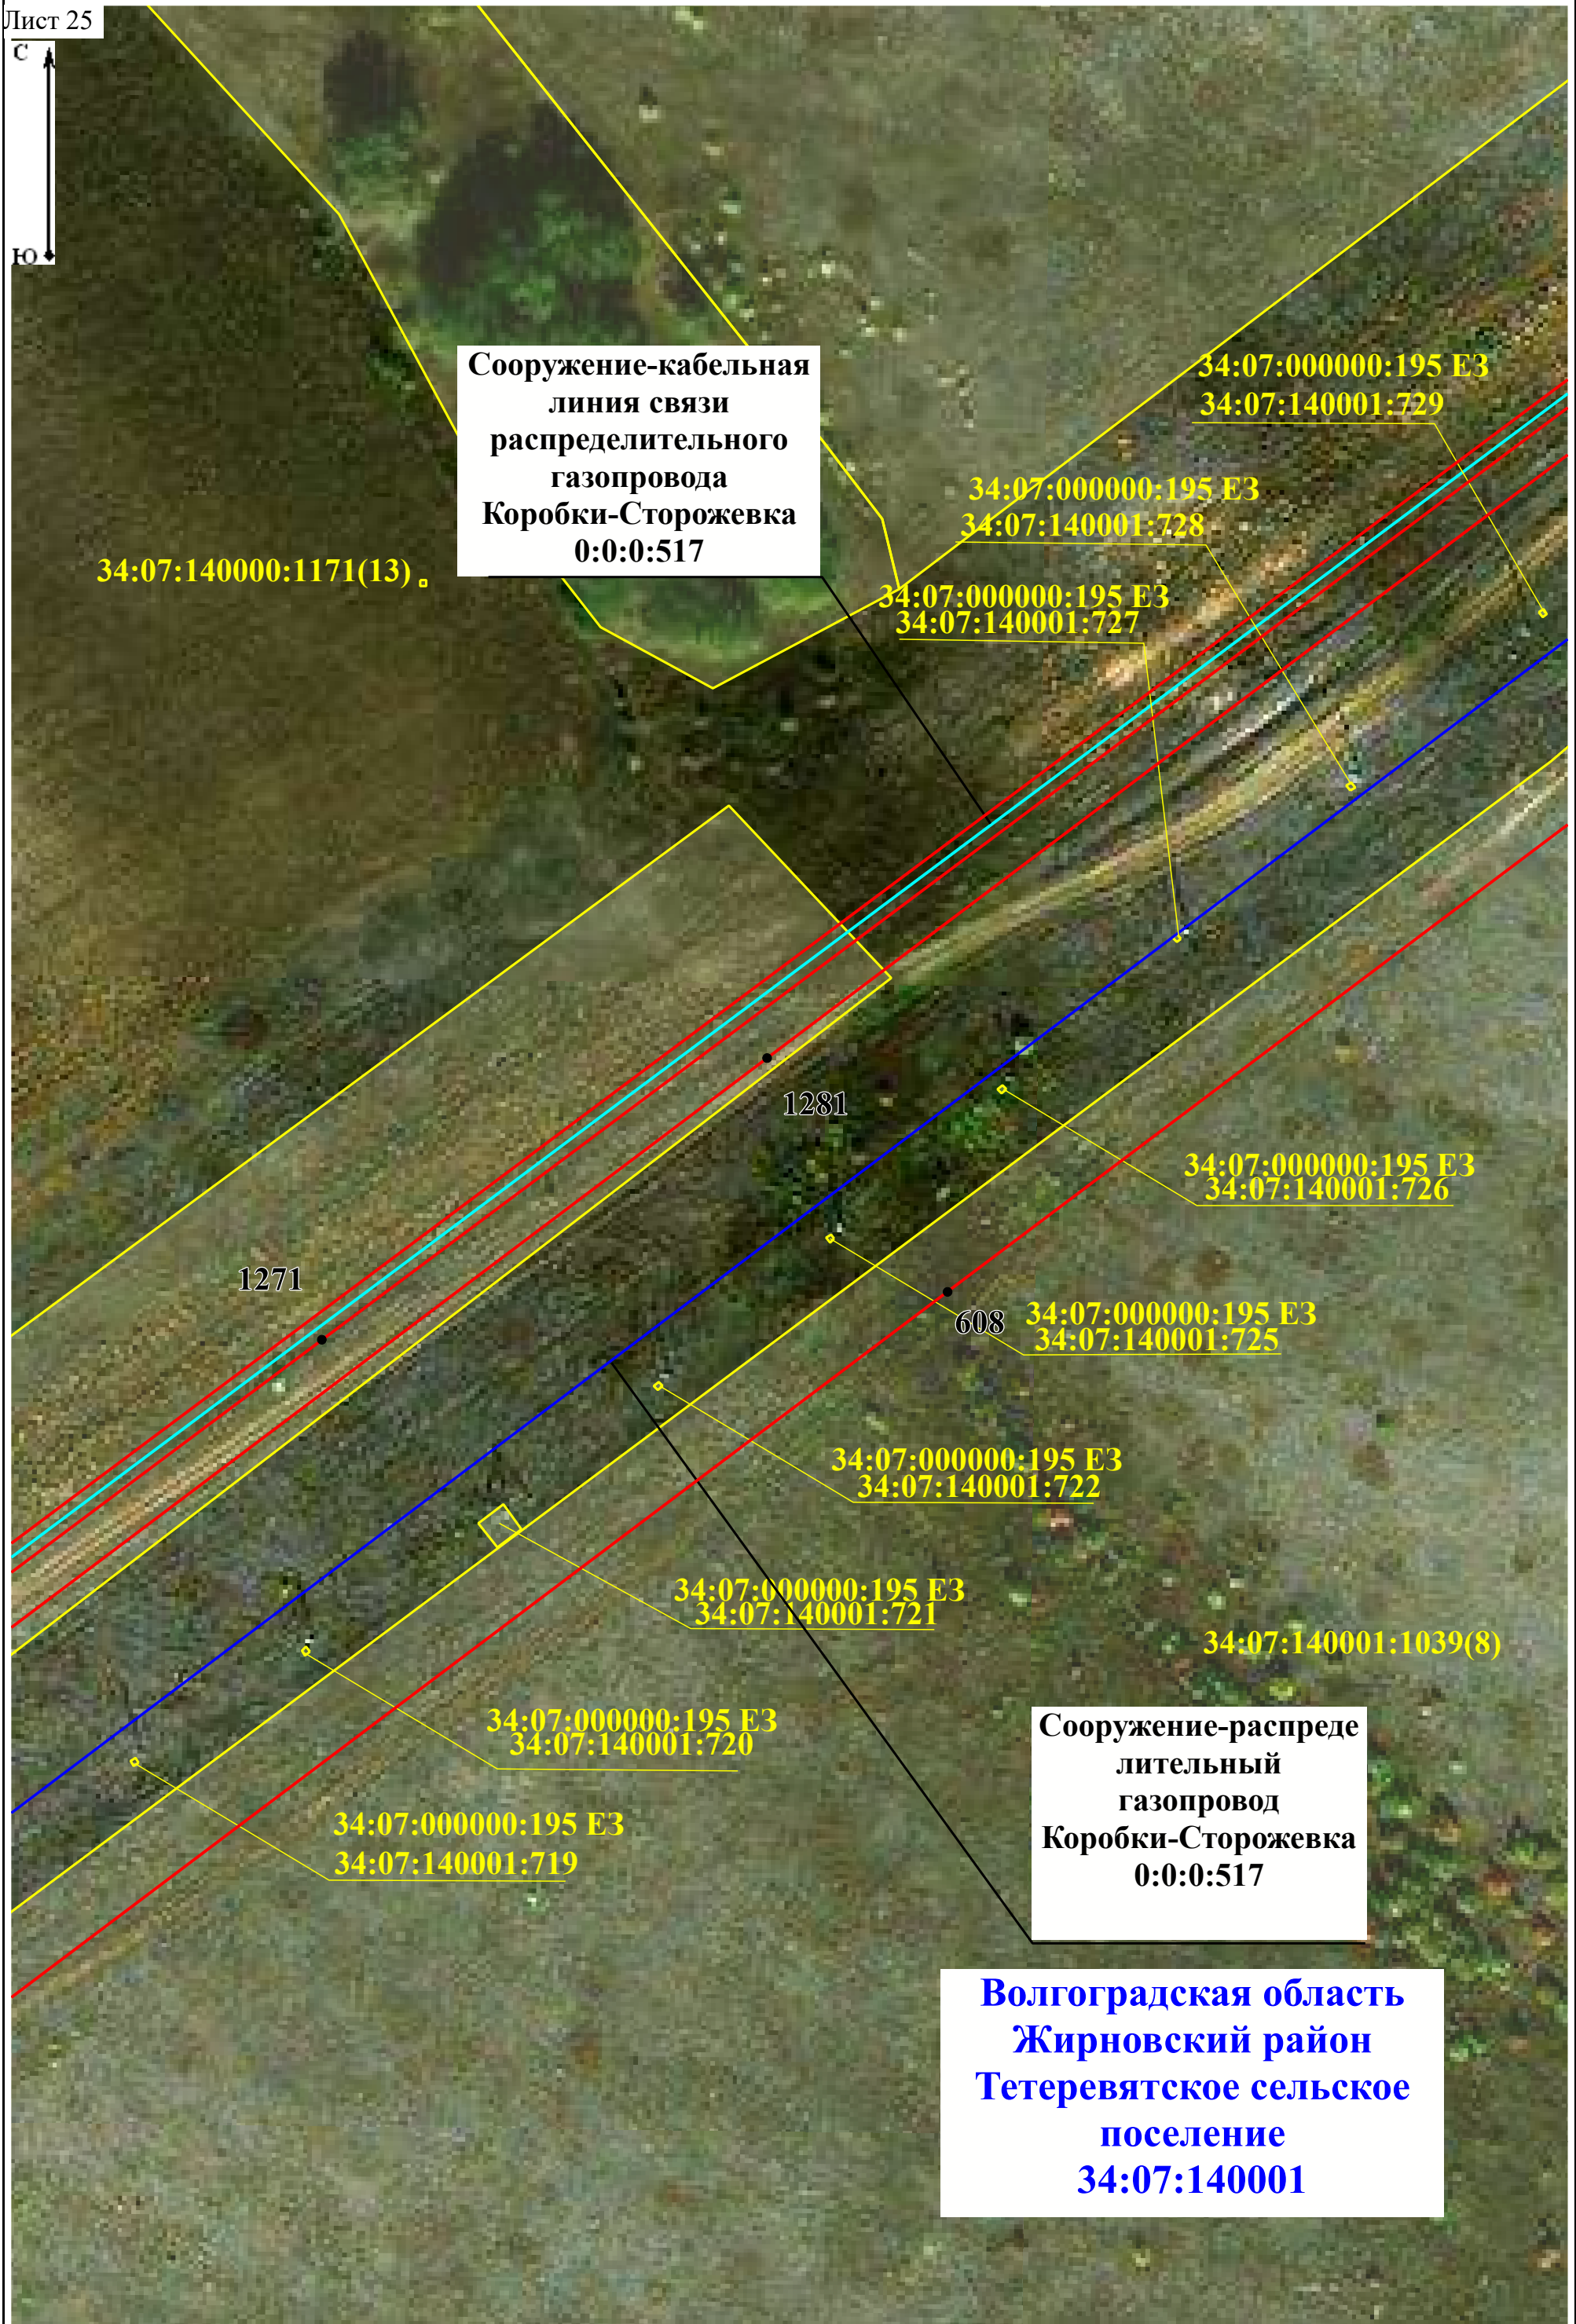 Лист 25
С
Ю
Сооружение-кабельная
линия связи
распределительного
газопровода
Коробки-Сторожевка
0:0:0:517
34:07:000000:195 ЕЗ
34:07:140001:729
34:07:000000:195 ЕЗ
34:07:140001:728
34:07:140000:1171(13)
34:07:000000:195 ЕЗ
34:07:140001:727
1281
34:07:000000:195 ЕЗ
34:07:140001:726
1271
608
34:07:000000:195 ЕЗ
34:07:140001:725
34:07:000000:195 ЕЗ
34:07:140001:722
34:07:000000:195 ЕЗ
34:07:140001:721
34:07:140001:1039(8)
34:07:000000:195 ЕЗ
34:07:140001:720
Сооружение-распреде
лительный
газопровод
Коробки-Сторожевка
0:0:0:517
34:07:000000:195 ЕЗ
34:07:140001:719
Волгоградская область
Жирновский район
Тетеревятское сельское
поселение
34:07:140001